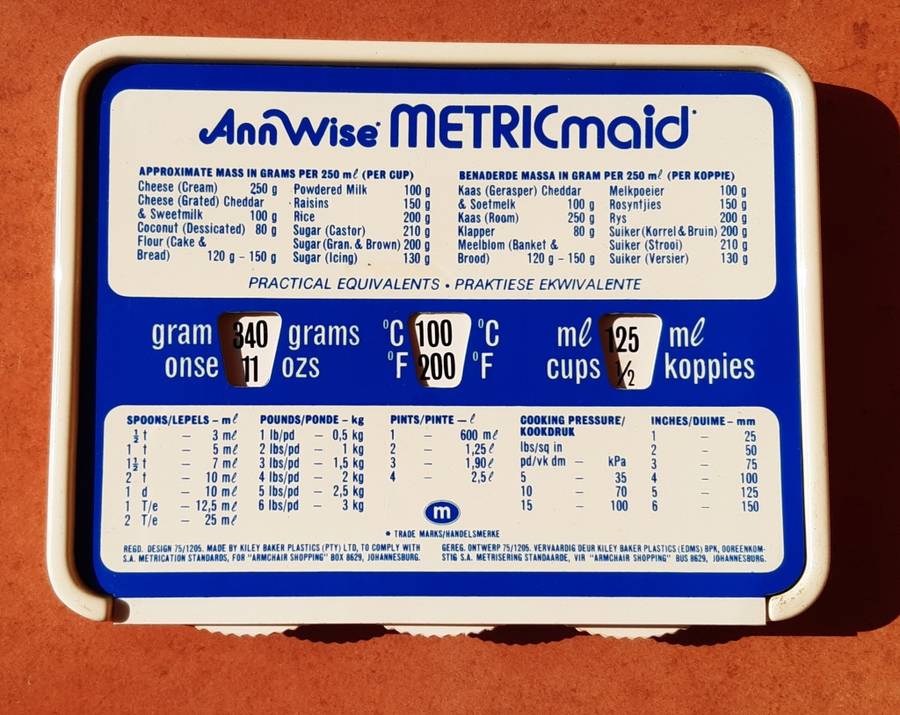 Ann Wise METRICmaid
APPROXIMATE MASS IN GRAMS PER 250 ml (PER CUP)
Cheese (Cream) 250 g
Cheese (Grated) Cheddar
& Sweetmilk 100 g
Coconut (Dessicated) 80 g
Flour (Cake &
Bread) 120 g – 150 g
Powdered Milk 100 g
Raisins 150 g
Rice 200 g
Sugar (Castor) 210 g
Sugar (Gran. & Brown) 200 g
Sugar (Icing) 130 g
BENADERDE MASSA IN GRAM PER 250 ml (PER KOPPIE)
Kaas (Gerasper) Cheddar
& Soetmelk 100 g
Kaas (Room) 250 g
Klapper 80 g
Meelblom (Banket &
Brood) 120 g – 150 g
Melkpoeier 100 g
Rosyntjies 150 g
Rys 200 g
Suiker (Korrel & Bruin) 200 g
Suiker (Strooi) 210 g
Suiker (Versier) 130 g
PRACTICAL EQUIVALENTS • PRAKTIESE EKWIVALENTE
gram 340 grams
onse 11 ozs
°C 100 °C
°F 200 °F
ml 125 ml
cups ½ koppies
SPOONS/LEPELS – ml
½ t – 3 ml
1 t – 5 ml
1½ t – 7 ml
2 t – 10 ml
1 d – 10 ml
1 T/e – 12,5 ml
2 T/e – 25 ml
POUNDS/PONDE – kg
1 lb/pd – 0,5 kg
2 lbs/pd – 1 kg
3 lbs/pd – 1,5 kg
4 lbs/pd – 2 kg
5 lbs/pd – 2,5 kg
6 lbs/pd – 3 kg
PINTS/PINTE – l
1 – 600 ml
2 – 1,25 l
3 – 1,90 l
4 – 2,5 l
COOKING PRESSURE/
KOOKDRUK
lbs/sq in
pd/vk dm – kPa
5 – 35
10 – 70
15 – 100
INCHES/DUIME – mm
1 – 25
2 – 50
3 – 75
4 – 100
5 – 125
6 – 150
m
• TRADE MARKS/HANDELSMERKE
REGD. DESIGN 75/1205. MADE BY KILEY BAKER PLASTICS (PTY) LTD, TO COMPLY WITH
S.A. METRICATION STANDARDS, FOR "ARMCHAIR SHOPPING" BOX 8629, JOHANNESBURG.
GEREG. ONTWERP 75/1205. VERVAARDIG DEUR KILEY BAKER PLASTICS (EDMS) BPK, OOREENKOM-
STIG S.A. METRISERING STANDAARDE, VIR "ARMCHAIR SHOPPING" BUS 8629, JOHANNESBURG.